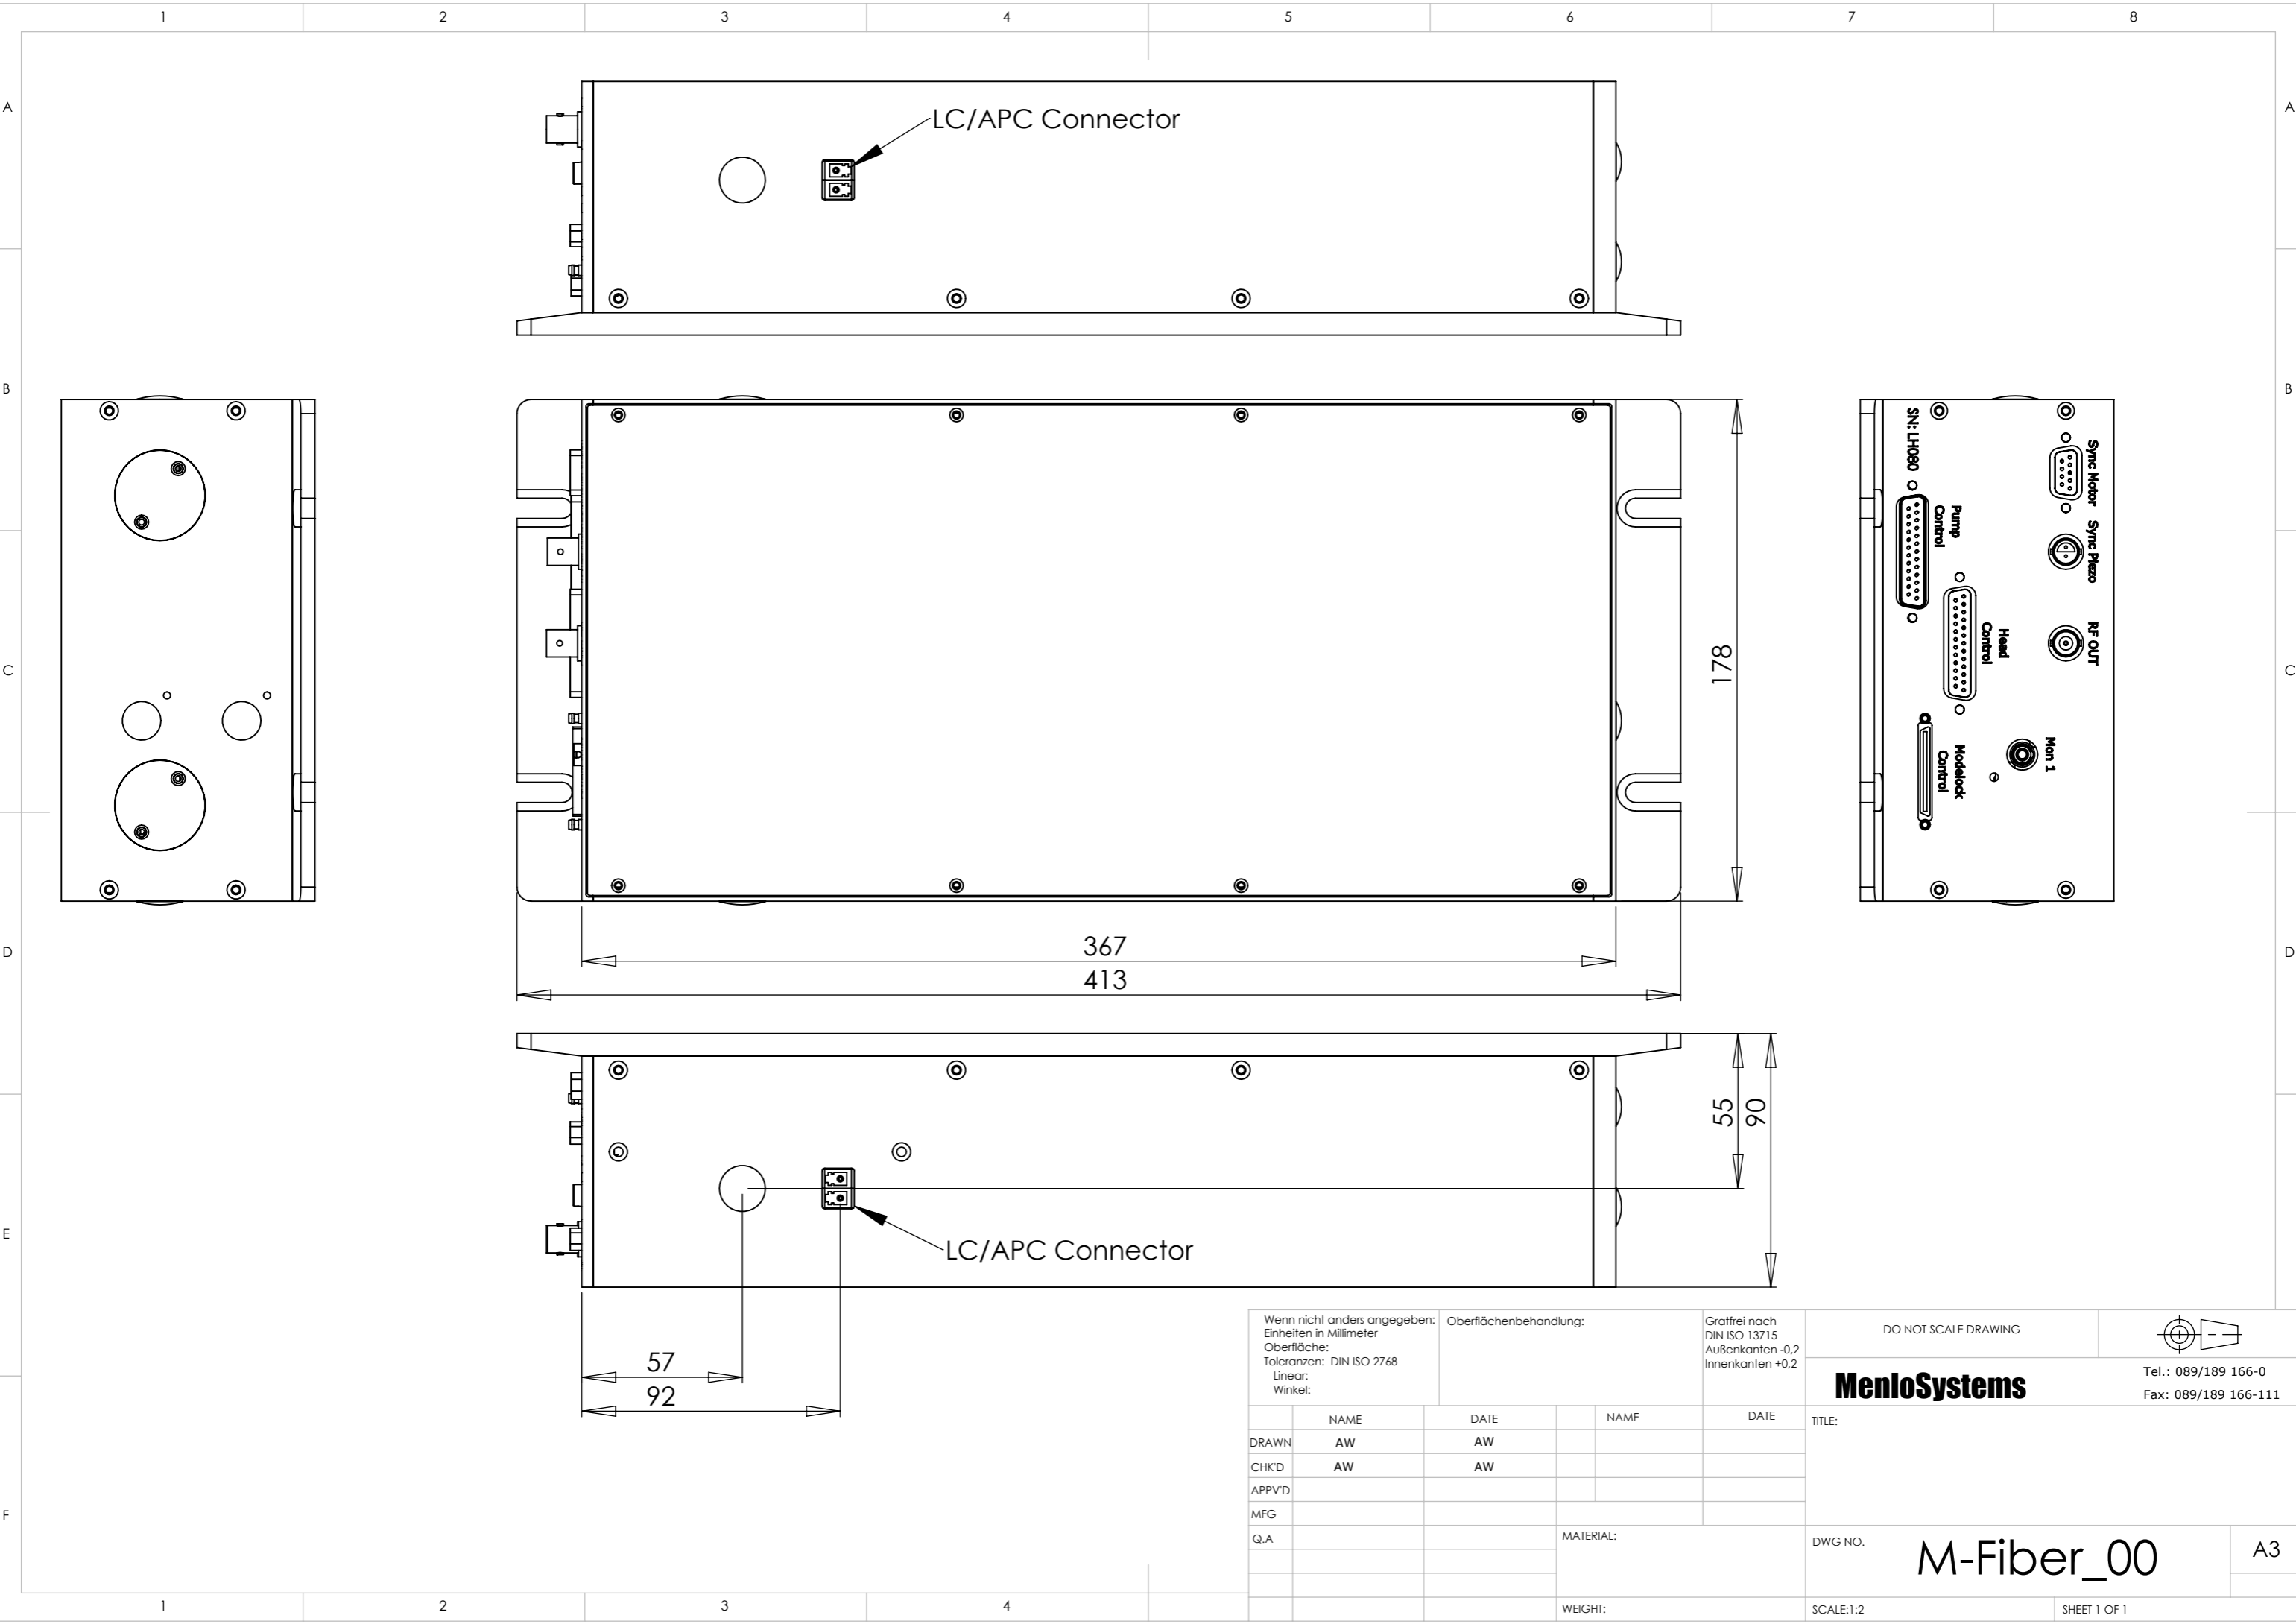 1 2 3 4 5 6 7 8
A A
LC/APC Connector
B B
SN: LH080
Sync Motor
Sync Piezo
Pump
Control
Head
Control
RF OUT
C C
178
Mon 1
Modelock
Control
D D
367
413
55
90
E E
LC/APC Connector
57
92
Wenn nicht anders angegeben:
Einheiten in Millimeter
Oberfläche:
Toleranzen: DIN ISO 2768
Linear:
Winkel:
Oberflächenbehandlung:
Gratfrei nach
DIN ISO 13715
Außenkanten -0,2
Innenkanten +0,2
DO NOT SCALE DRAWING
MenloSystems
Tel.: 089/189 166-0
Fax: 089/189 166-111
NAME DATE NAME DATE
DRAWN AW AW
CHK'D AW AW
APPV'D
MFG
Q.A
TITLE:
MATERIAL:
WEIGHT:
DWG NO.
M-Fiber_00
A3
SCALE:1:2
SHEET 1 OF 1
F
1 2 3 4